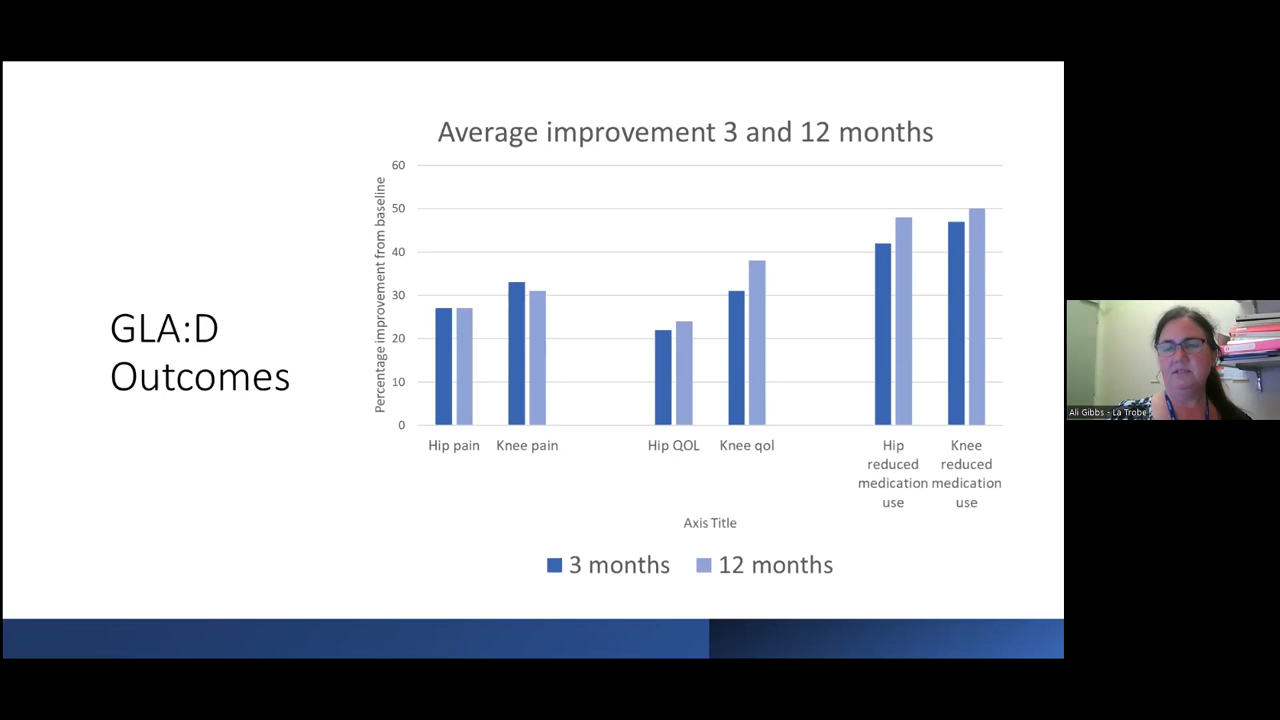 GLA:D
Outcomes
Average improvement 3 and 12 months
Percentage improvement from baseline
60
50
40
30
20
10
0
Hip pain
Knee pain
Hip QOL
Knee qol
Hip
reduced
medication
use
Knee
reduced
medication
use
Axis Title
3 months
12 months
Ali Gibbs - La Trobe